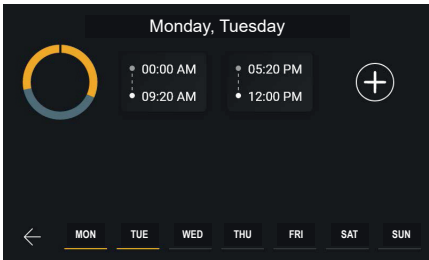 Monday, Tuesday
00:00 AM 05:20 PM
09:20 AM 12:00 PM
MON TUE WED THU FRI SAT SUN